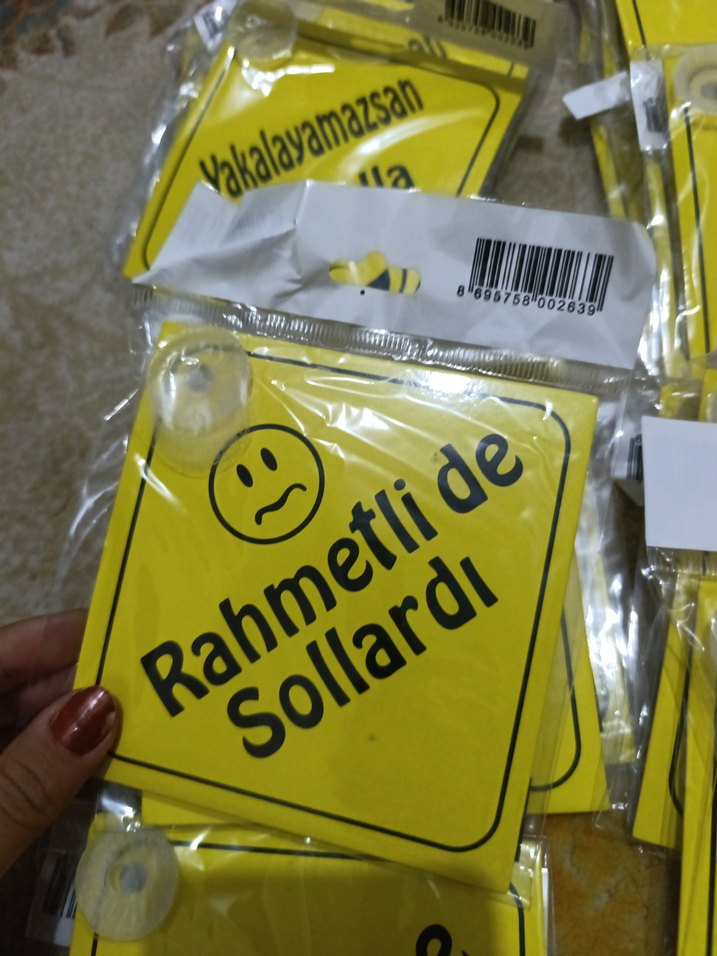 Yakalayamazsan
8 695758 002639
Rahmetli de
Sollardı